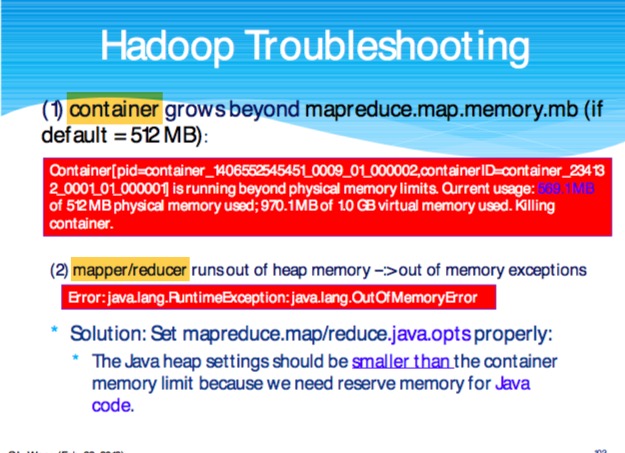 Hadoop Troubleshooting
(1) container grows beyond mapreduce.map.memory.mb (if
default = 512 MB):
Container[pid=container_1406552545451_0009_01_000002,containerID=container_23413
2_0001_01_000001] is running beyond physical memory limits. Current usage: 569.1 MB
of 512 MB physical memory used; 970.1 MB of 1.0 GB virtual memory used. Killing
container.
(2) mapper/reducer runs out of heap memory –:> out of memory exceptions
Error: java.lang.RuntimeException: java.lang.OutOfMemoryError
* Solution: Set mapreduce.map/reduce.java.opts properly:
* The Java heap settings should be smaller than the container
memory limit because we need reserve memory for Java
code.